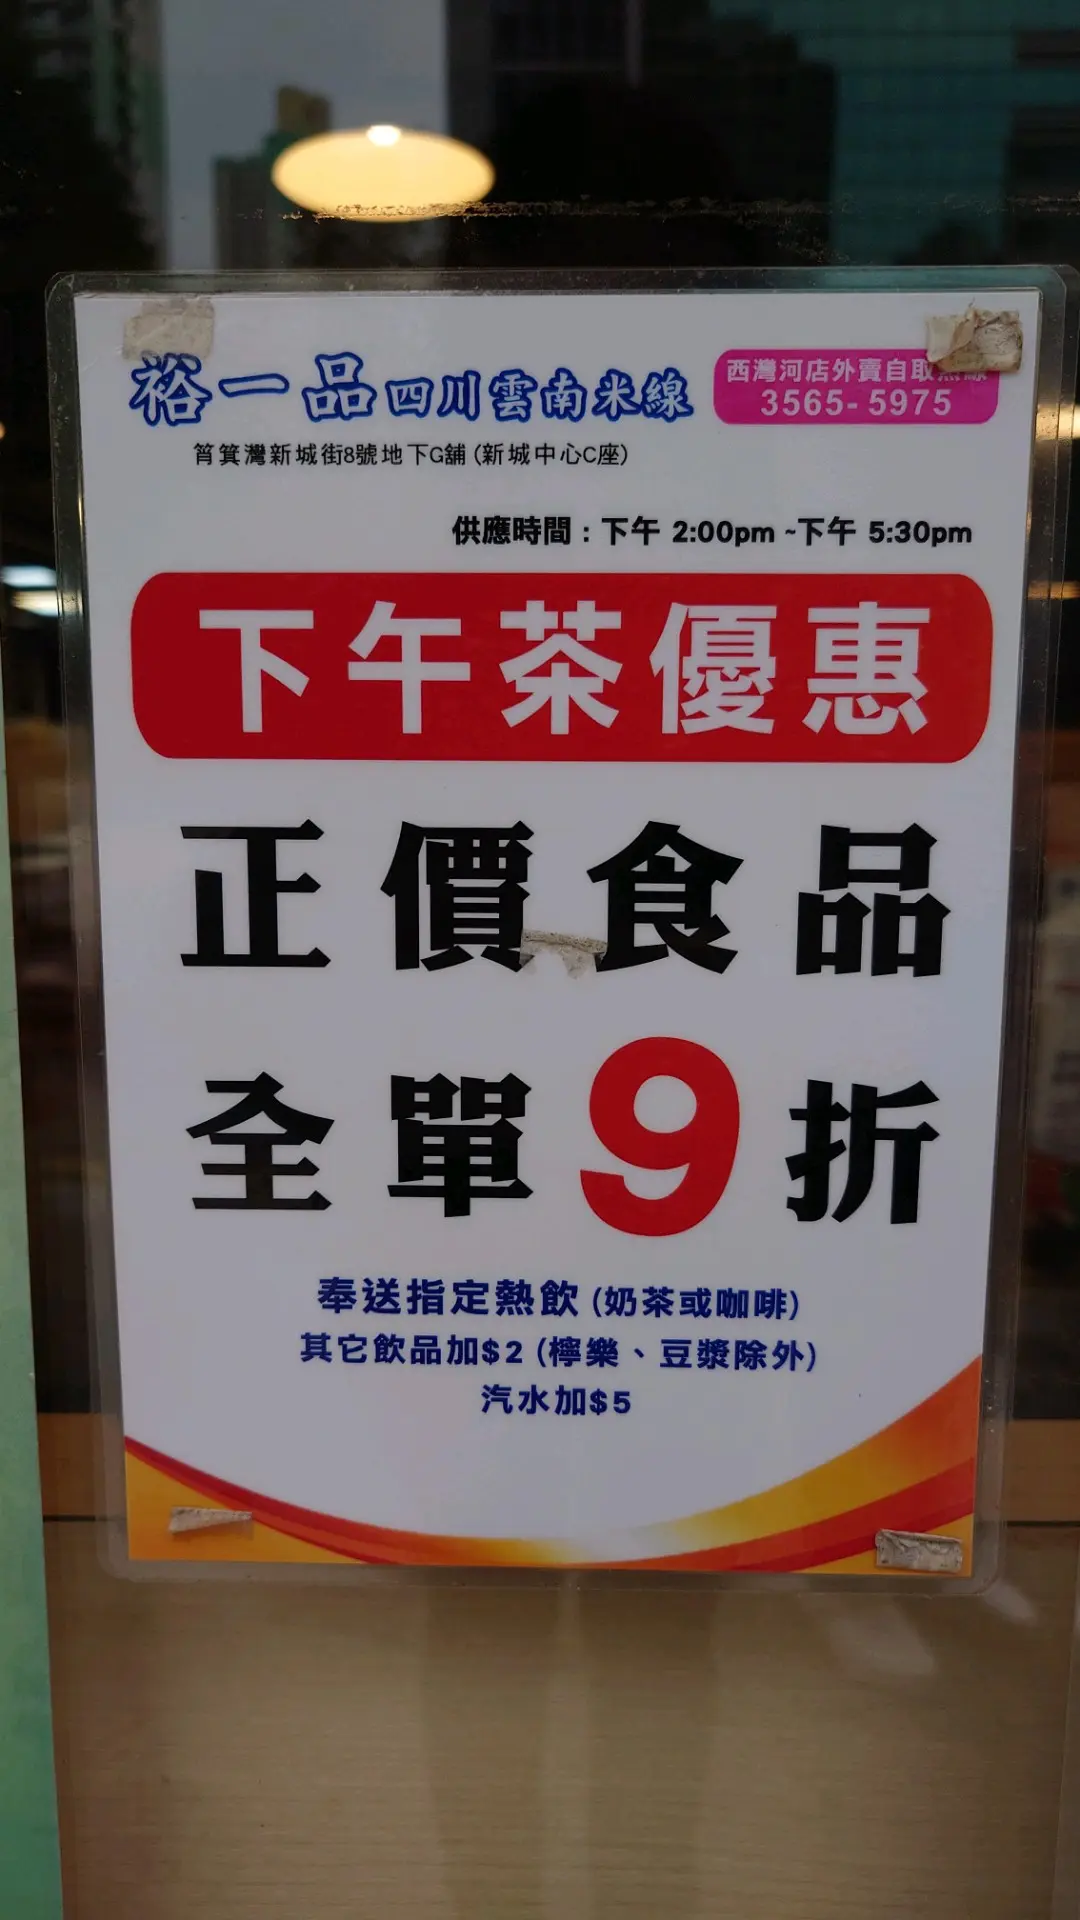 裕一品四川雲南米線
西灣河店外賣自取熱線
3565-5975
筲箕灣新城街8號地下G舖 (新城中心C座)
供應時間：下午 2:00pm ~下午 5:30pm
下午茶優惠
正價食品
全單9折
奉送指定熱飲 (奶茶或咖啡)
其它飲品加$2 (檸樂、豆漿除外)
汽水加$5